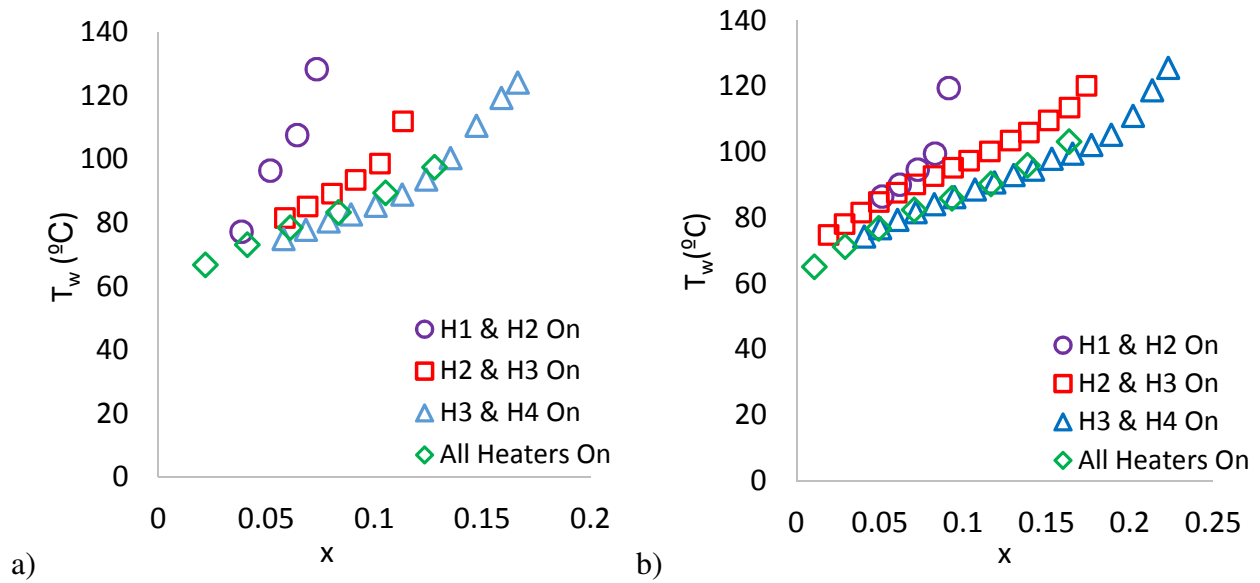 140
120
100
80
60
40
20
0
T_w (ºC)
0 0.05 0.1 0.15 0.2
x
H1 & H2 On
H2 & H3 On
H3 & H4 On
All Heaters On
a)
140
120
100
80
60
40
20
0
T_w (ºC)
0 0.05 0.1 0.15 0.2 0.25
x
H1 & H2 On
H2 & H3 On
H3 & H4 On
All Heaters On
b)